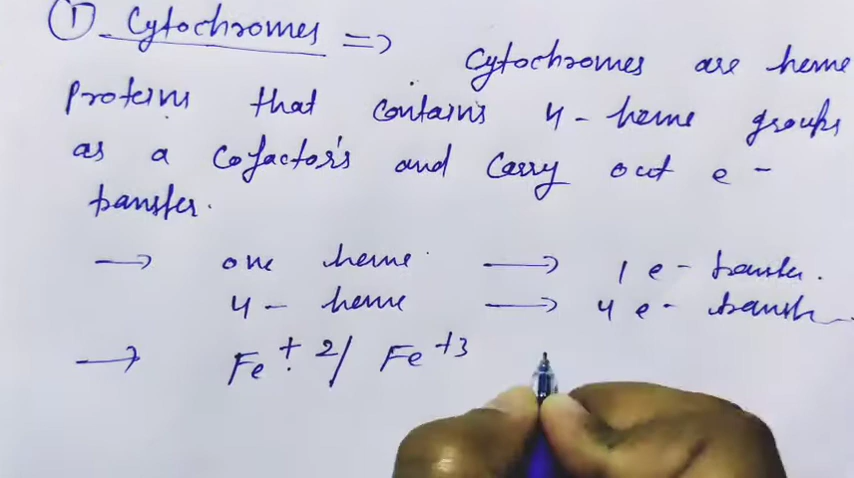 ① Cytochromes => Cytochromes are heme
Proteins that contains 4 - heme groups
as a Cofactor's and Carry out e -
transfer.
→ one heme → 1 e - transfer.
4 - heme → 4 e - transfer
→ Fe+2/ Fe+3